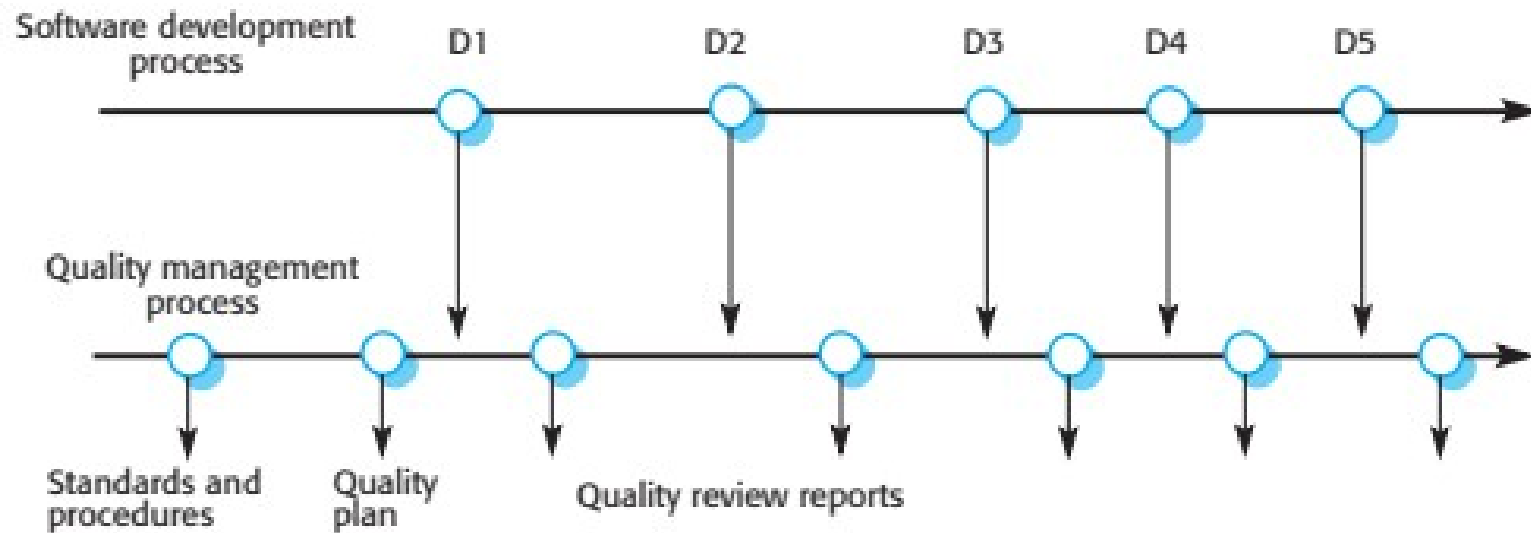 Software development
process
D1
D2
D3
D4
D5
Quality management
process
Standards and
procedures
Quality
plan
Quality review reports